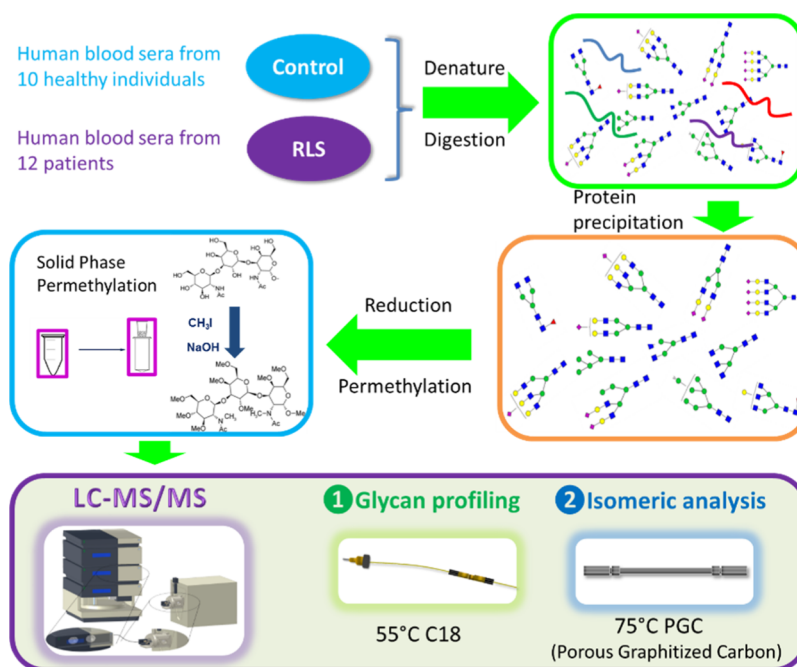 Human blood sera from
10 healthy individuals
Control
Human blood sera from
12 patients
RLS
Denature
Digestion
Protein
precipitation
Reduction
Permethylation
Solid Phase
Permethylation
CH₃I
NaOH
LC-MS/MS
1 Glycan profiling
55°C C18
2 Isomeric analysis
75°C PGC
(Porous Graphitized Carbon)